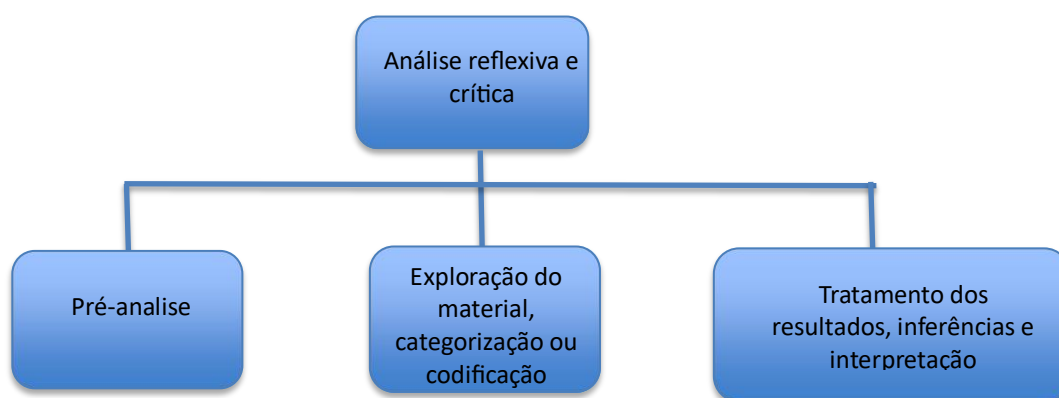 Análise reflexiva e
crítica
Pré-analise
Exploração do
material,
categorização ou
codificação
Tratamento dos
resultados, inferências e
interpretação